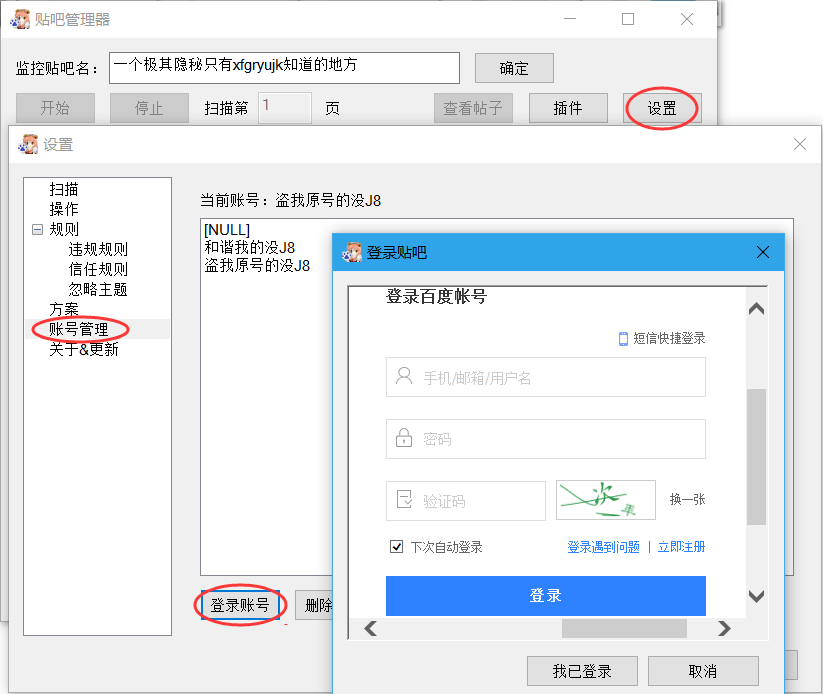 贴吧管理器
监控贴吧名：
一个极其隐秘只有xfgryujk知道的地方
确定
开始
停止
扫描第
1
页
查看帖子
插件
设置
设置
扫描
操作
规则
违规规则
信任规则
忽略主题
方案
账号管理
关于&更新
当前账号：盗我原号的没J8
[NULL]
和谐我的没J8
盗我原号的没J8
登录账号
删除
登录贴吧
登录百度帐号
短信快捷登录
手机/邮箱/用户名
密码
验证码
换一张
下次自动登录
登录遇到问题 | 立即注册
登录
我已登录
取消